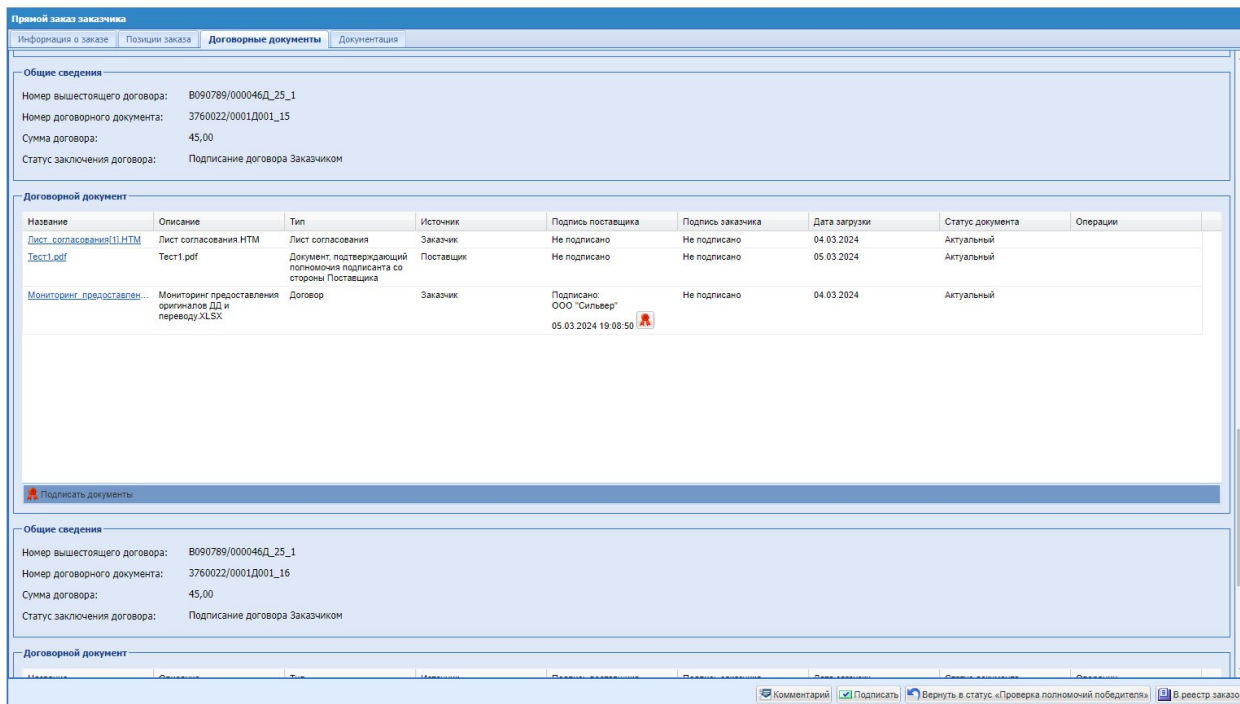 Прямой заказ заказчика
Информация о заказе Позиции заказа Договорные документы Документация
Общие сведения
Номер вышестоящего договора: В090789/000046Д_25_1
Номер договорного документа: 3760022/0001Д001_15
Сумма договора: 45,00
Статус заключения договора: Подписание договора Заказчиком
Договорной документ
Название Описание Тип Источник Подпись поставщика Подпись заказчика Дата загрузки Статус документа Операции
Лист_согласования[1].HTM Лист согласования.HTM Лист согласования Заказчик Не подписано Не подписано 04.03.2024 Актуальный
Тест1.pdf Тест1.pdf Документ, подтверждающий Поставщик Не подписано Не подписано 05.03.2024 Актуальный
полномочия подписанта со
стороны Поставщика
Мониторинг_предоставлен... Мониторинг предоставления Договор Заказчик Подписано: Не подписано 04.03.2024 Актуальный
оригиналов ДД и ООО "Сильвер"
переводу.XLSX
05.03.2024 19:08:50
Подписать документы
Общие сведения
Номер вышестоящего договора: В090789/000046Д_25_1
Номер договорного документа: 3760022/0001Д001_16
Сумма договора: 45,00
Статус заключения договора: Подписание договора Заказчиком
Договорной документ
Комментарий Подписать Вернуть в статус «Проверка полномочий победителя» В реестр заказо